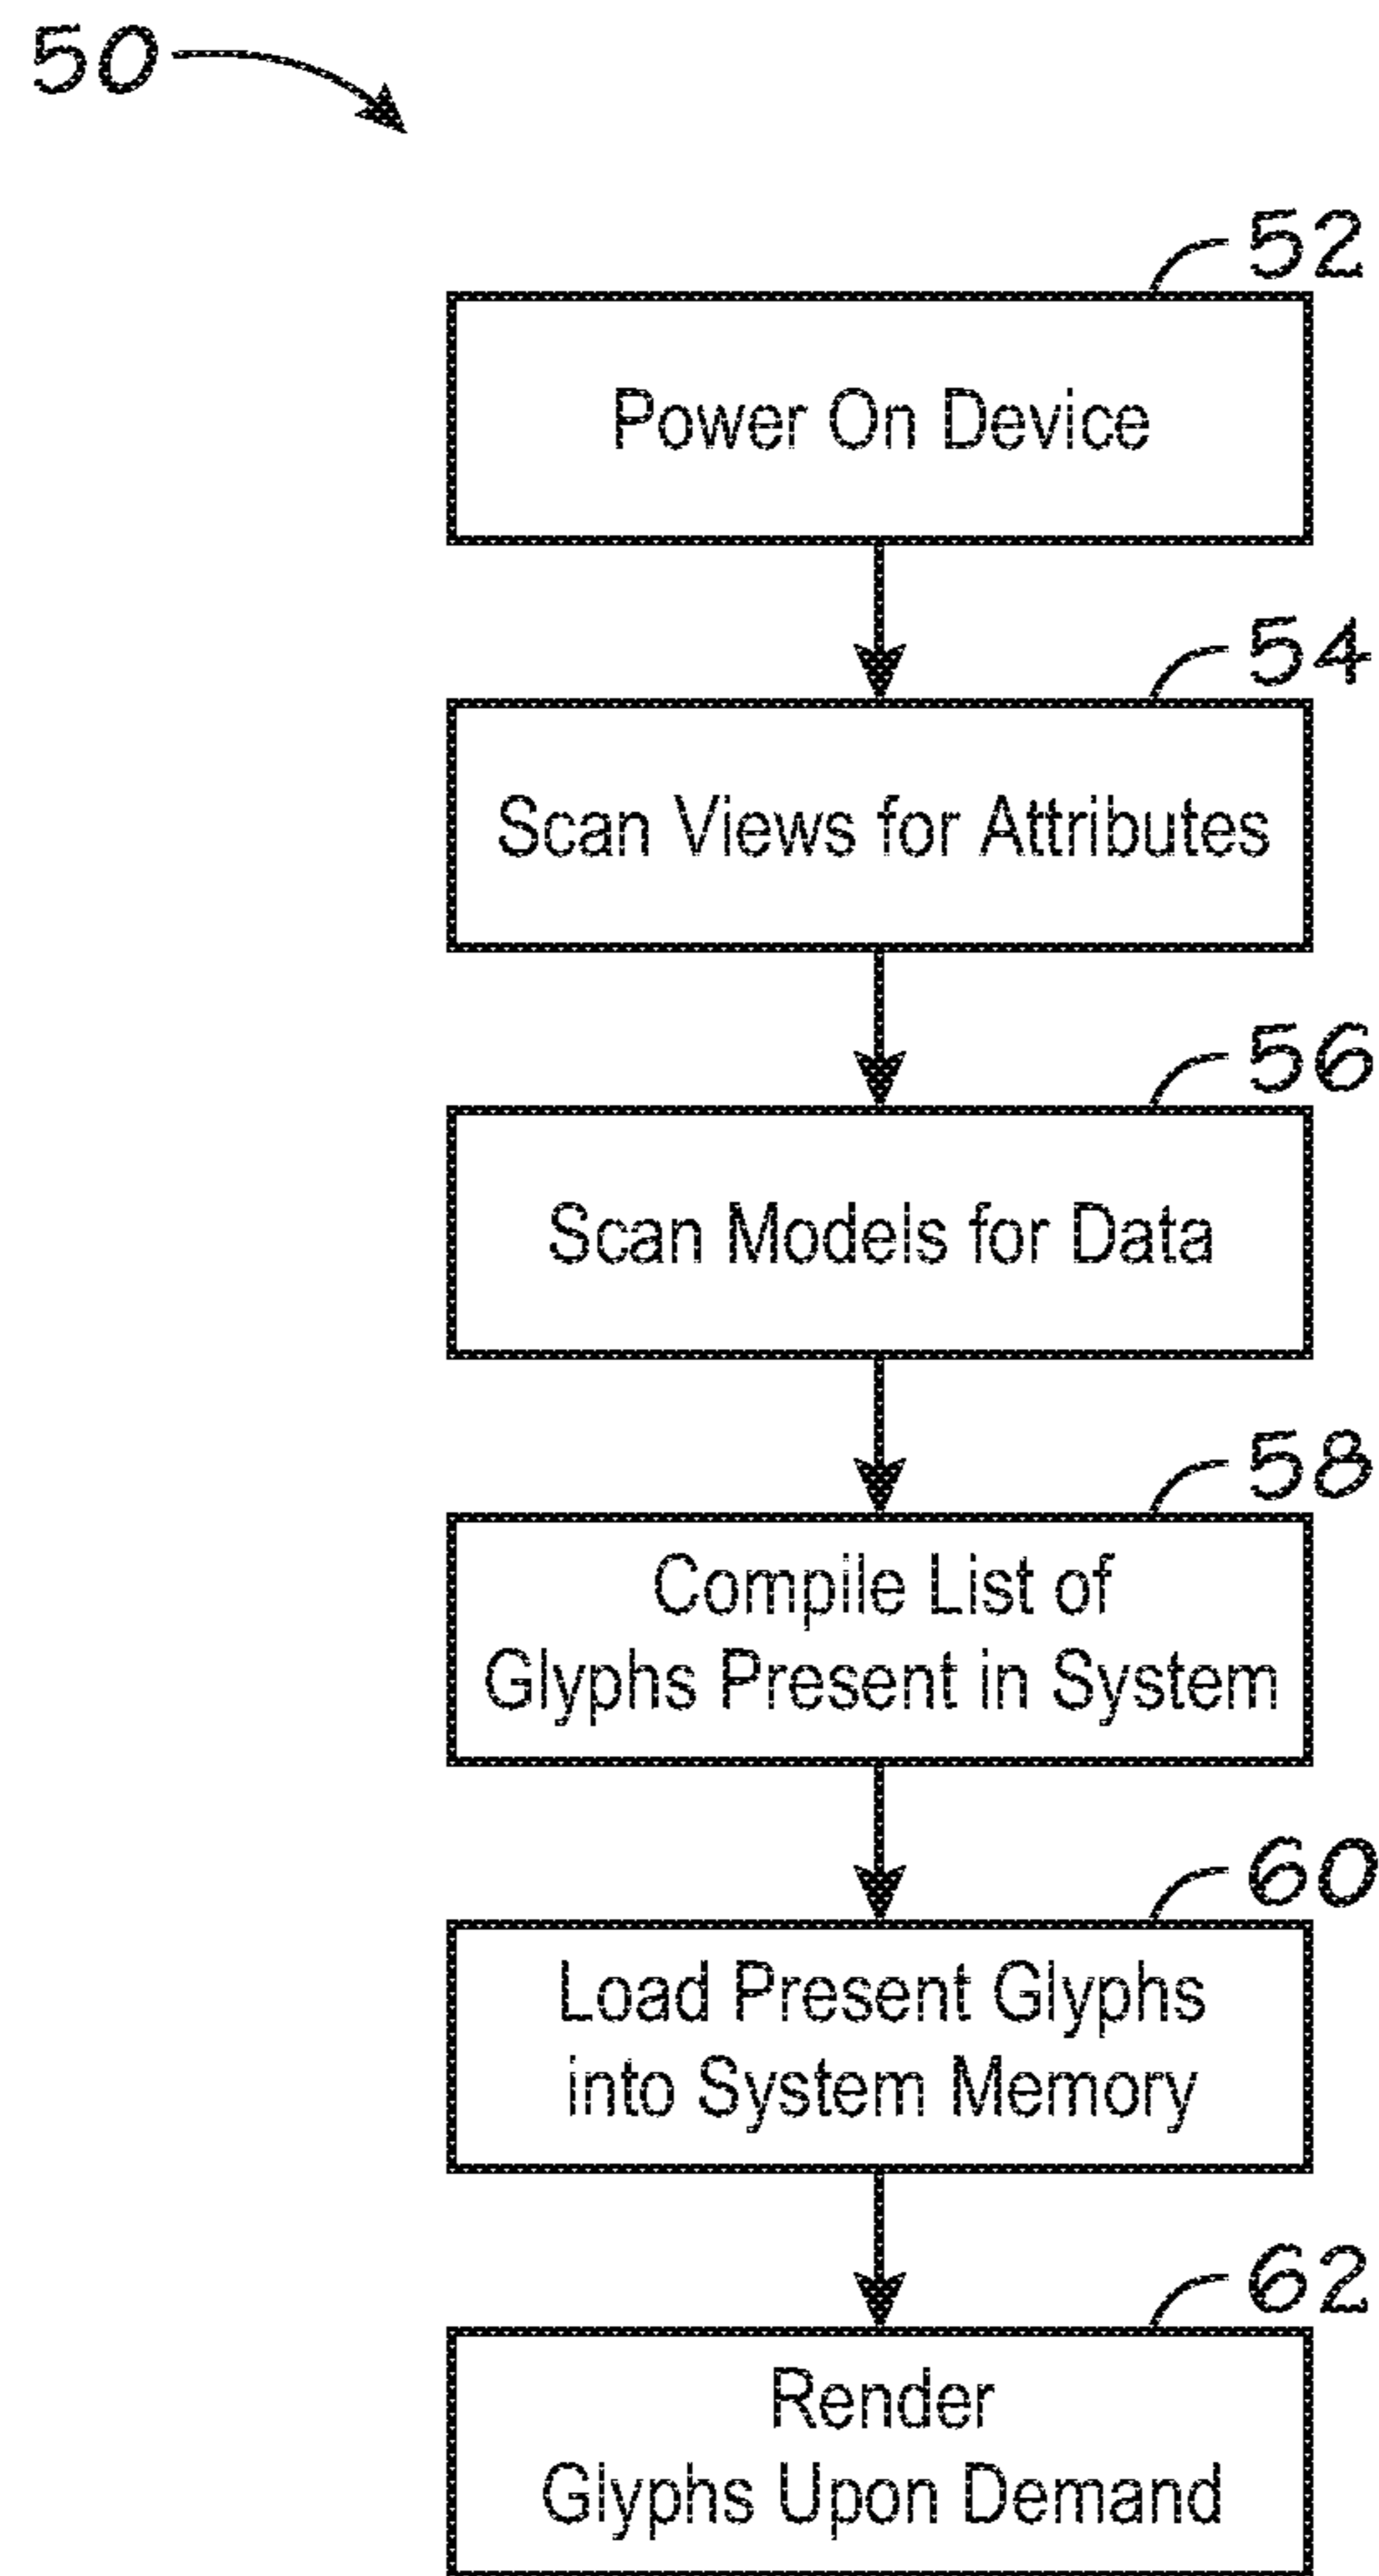 50
52
Power On Device
54
Scan Views for Attributes
56
Scan Models for Data
58
Compile List of
Glyphs Present in System
60
Load Present Glyphs
into System Memory
62
Render
Glyphs Upon Demand